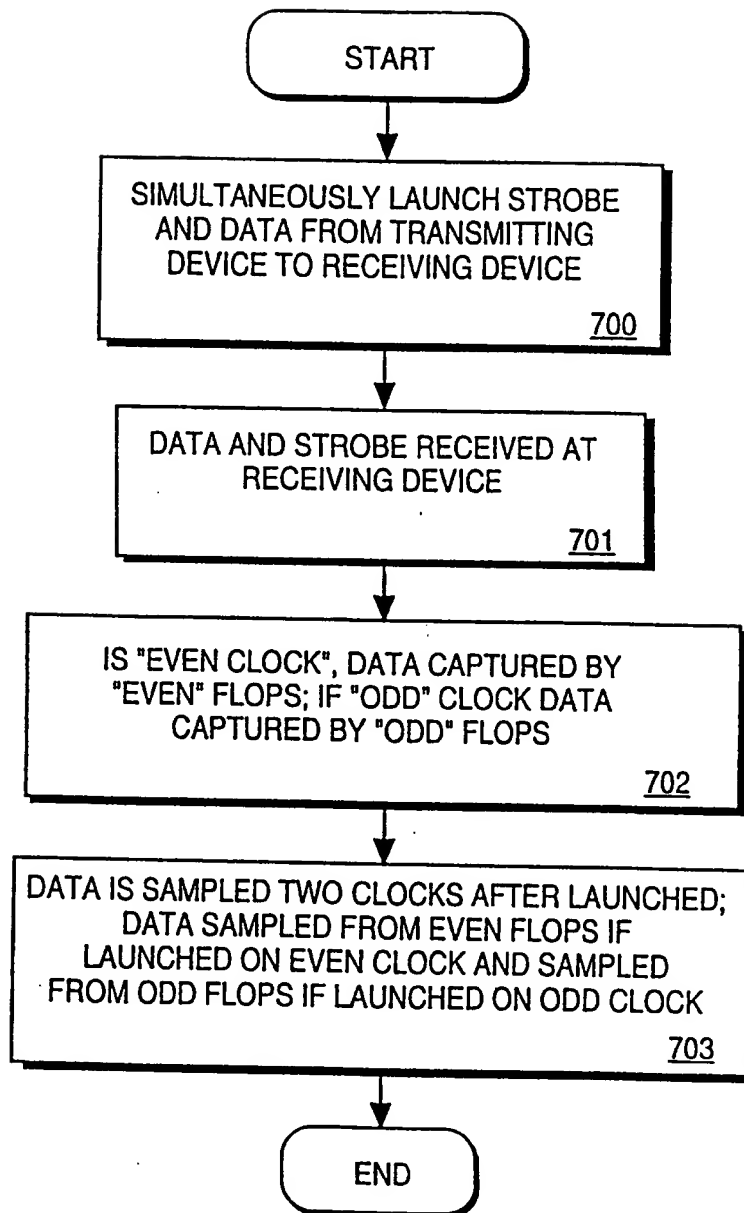 START
SIMULTANEOUSLY LAUNCH STROBE
AND DATA FROM TRANSMITTING
DEVICE TO RECEIVING DEVICE
700
DATA AND STROBE RECEIVED AT
RECEIVING DEVICE
701
IS "EVEN CLOCK", DATA CAPTURED BY
"EVEN" FLOPS; IF "ODD" CLOCK DATA
CAPTURED BY "ODD" FLOPS
702
DATA IS SAMPLED TWO CLOCKS AFTER LAUNCHED;
DATA SAMPLED FROM EVEN FLOPS IF
LAUNCHED ON EVEN CLOCK AND SAMPLED
FROM ODD FLOPS IF LAUNCHED ON ODD CLOCK
703
END